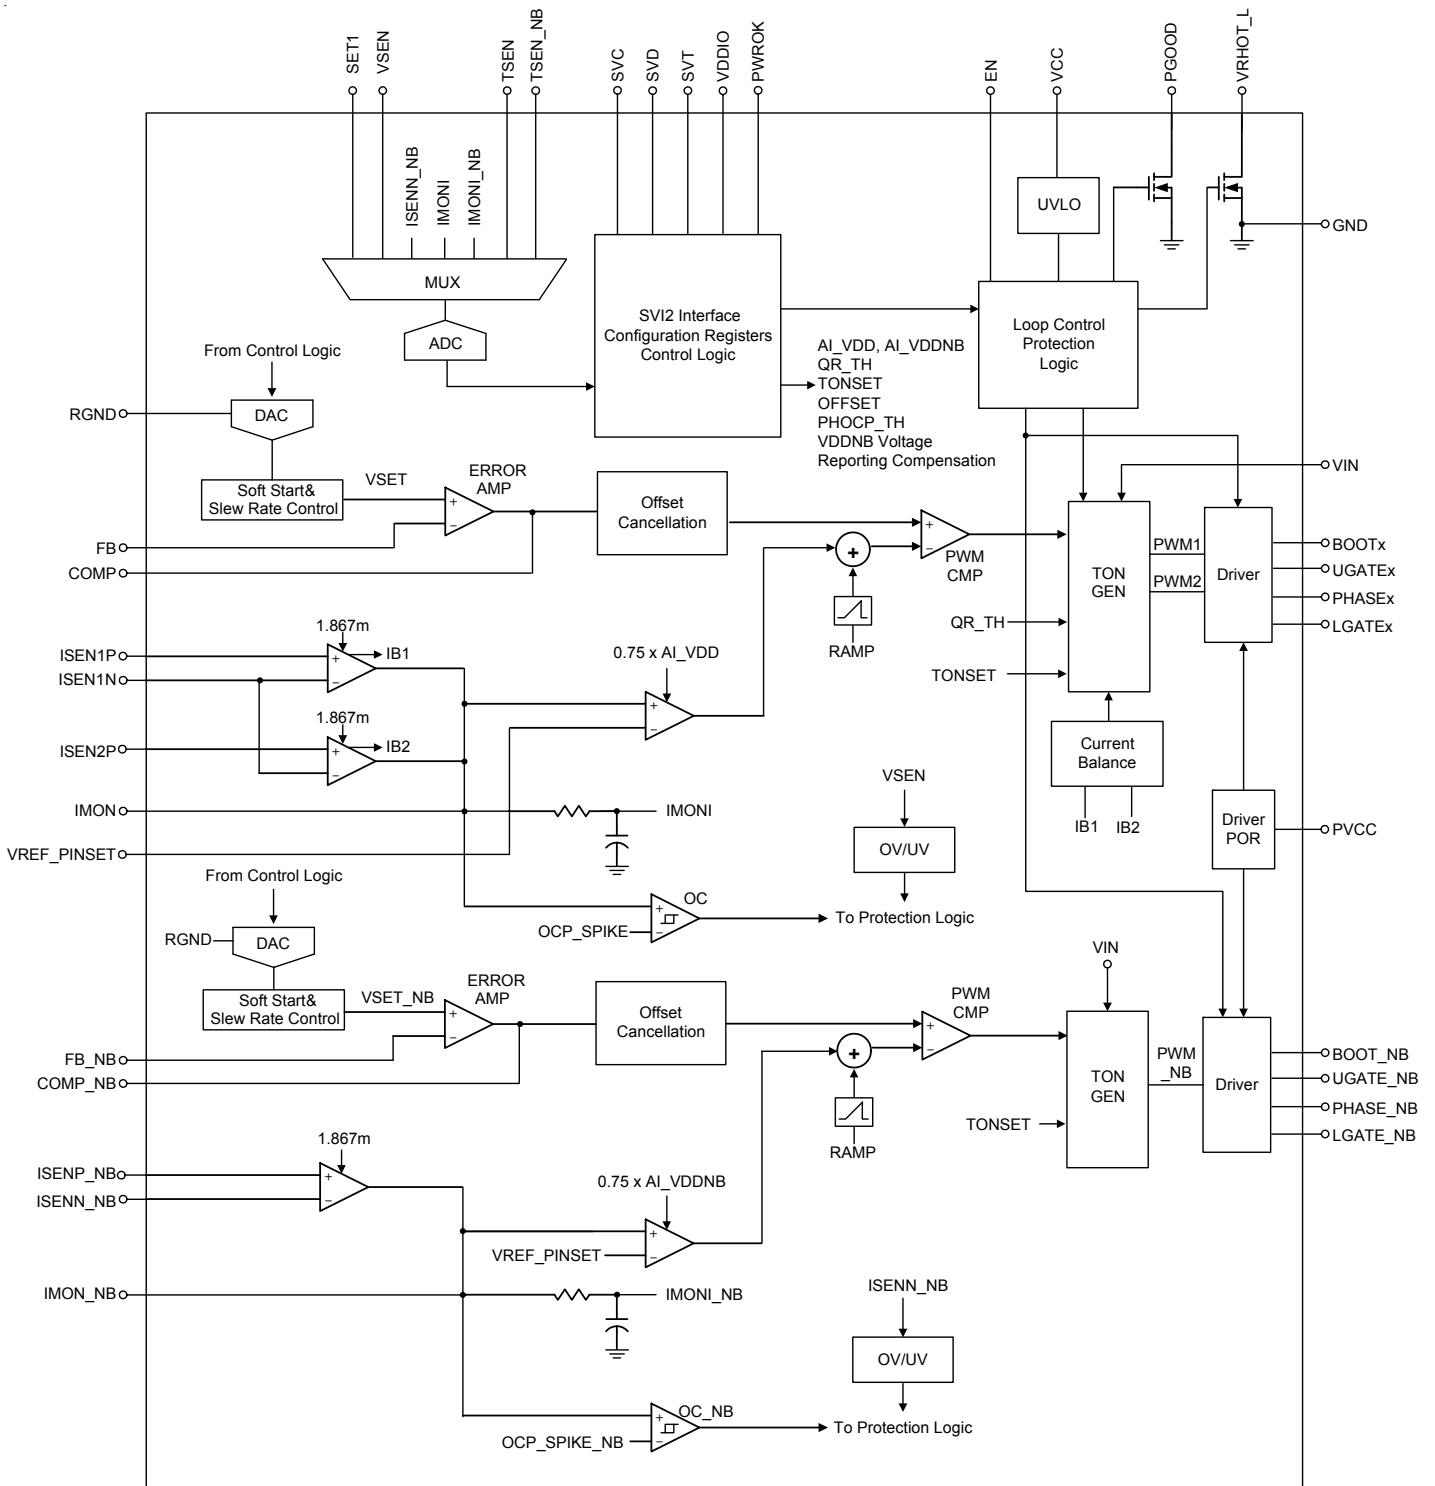 SET1
VSEN
TSEN
TSEN_NB
SVC
SVD
SVT
VDDIO
PWROK
EN
VCC
PGOOD
VRHOT_L
ISENN_NB
IMONI
IMONI_NB
UVLO
GND
MUX
ADC
SVI2 Interface
Configuration Registers
Control Logic
Loop Control
Protection
Logic
AI_VDD, AI_VDDNB
QR_TH
TONSET
OFFSET
PHOCP_TH
VDDNB Voltage
Reporting Compensation
From Control Logic
RGND
DAC
Soft Start&
Slew Rate Control
VSET
ERROR
AMP
+
−
Offset
Cancellation
FB
COMP
+
+
−
PWM
CMP
RAMP
VIN
TON
GEN
PWM1
PWM2
Driver
BOOTx
UGATEx
PHASEx
LGATEx
QR_TH
TONSET
1.867m
ISEN1P
ISEN1N
+
−
IB1
0.75 x AI_VDD
+
−
1.867m
ISEN2P
+
−
IB2
Current
Balance
IB1
IB2
IMON
IMONI
VREF_PINSET
VSEN
OV/UV
Driver
POR
PVCC
From Control Logic
RGND
DAC
OC
+
−
OCP_SPIKE
To Protection Logic
Soft Start&
Slew Rate Control
VSET_NB
ERROR
AMP
+
−
Offset
Cancellation
FB_NB
COMP_NB
+
+
−
PWM
CMP
RAMP
VIN
TON
GEN
PWM
_NB
Driver
BOOT_NB
UGATE_NB
PHASE_NB
LGATE_NB
TONSET
1.867m
ISENP_NB
ISENN_NB
+
−
0.75 x AI_VDDNB
+
−
VREF_PINSET
IMON_NB
IMONI_NB
ISENN_NB
OV/UV
OC_NB
+
−
OCP_SPIKE_NB
To Protection Logic